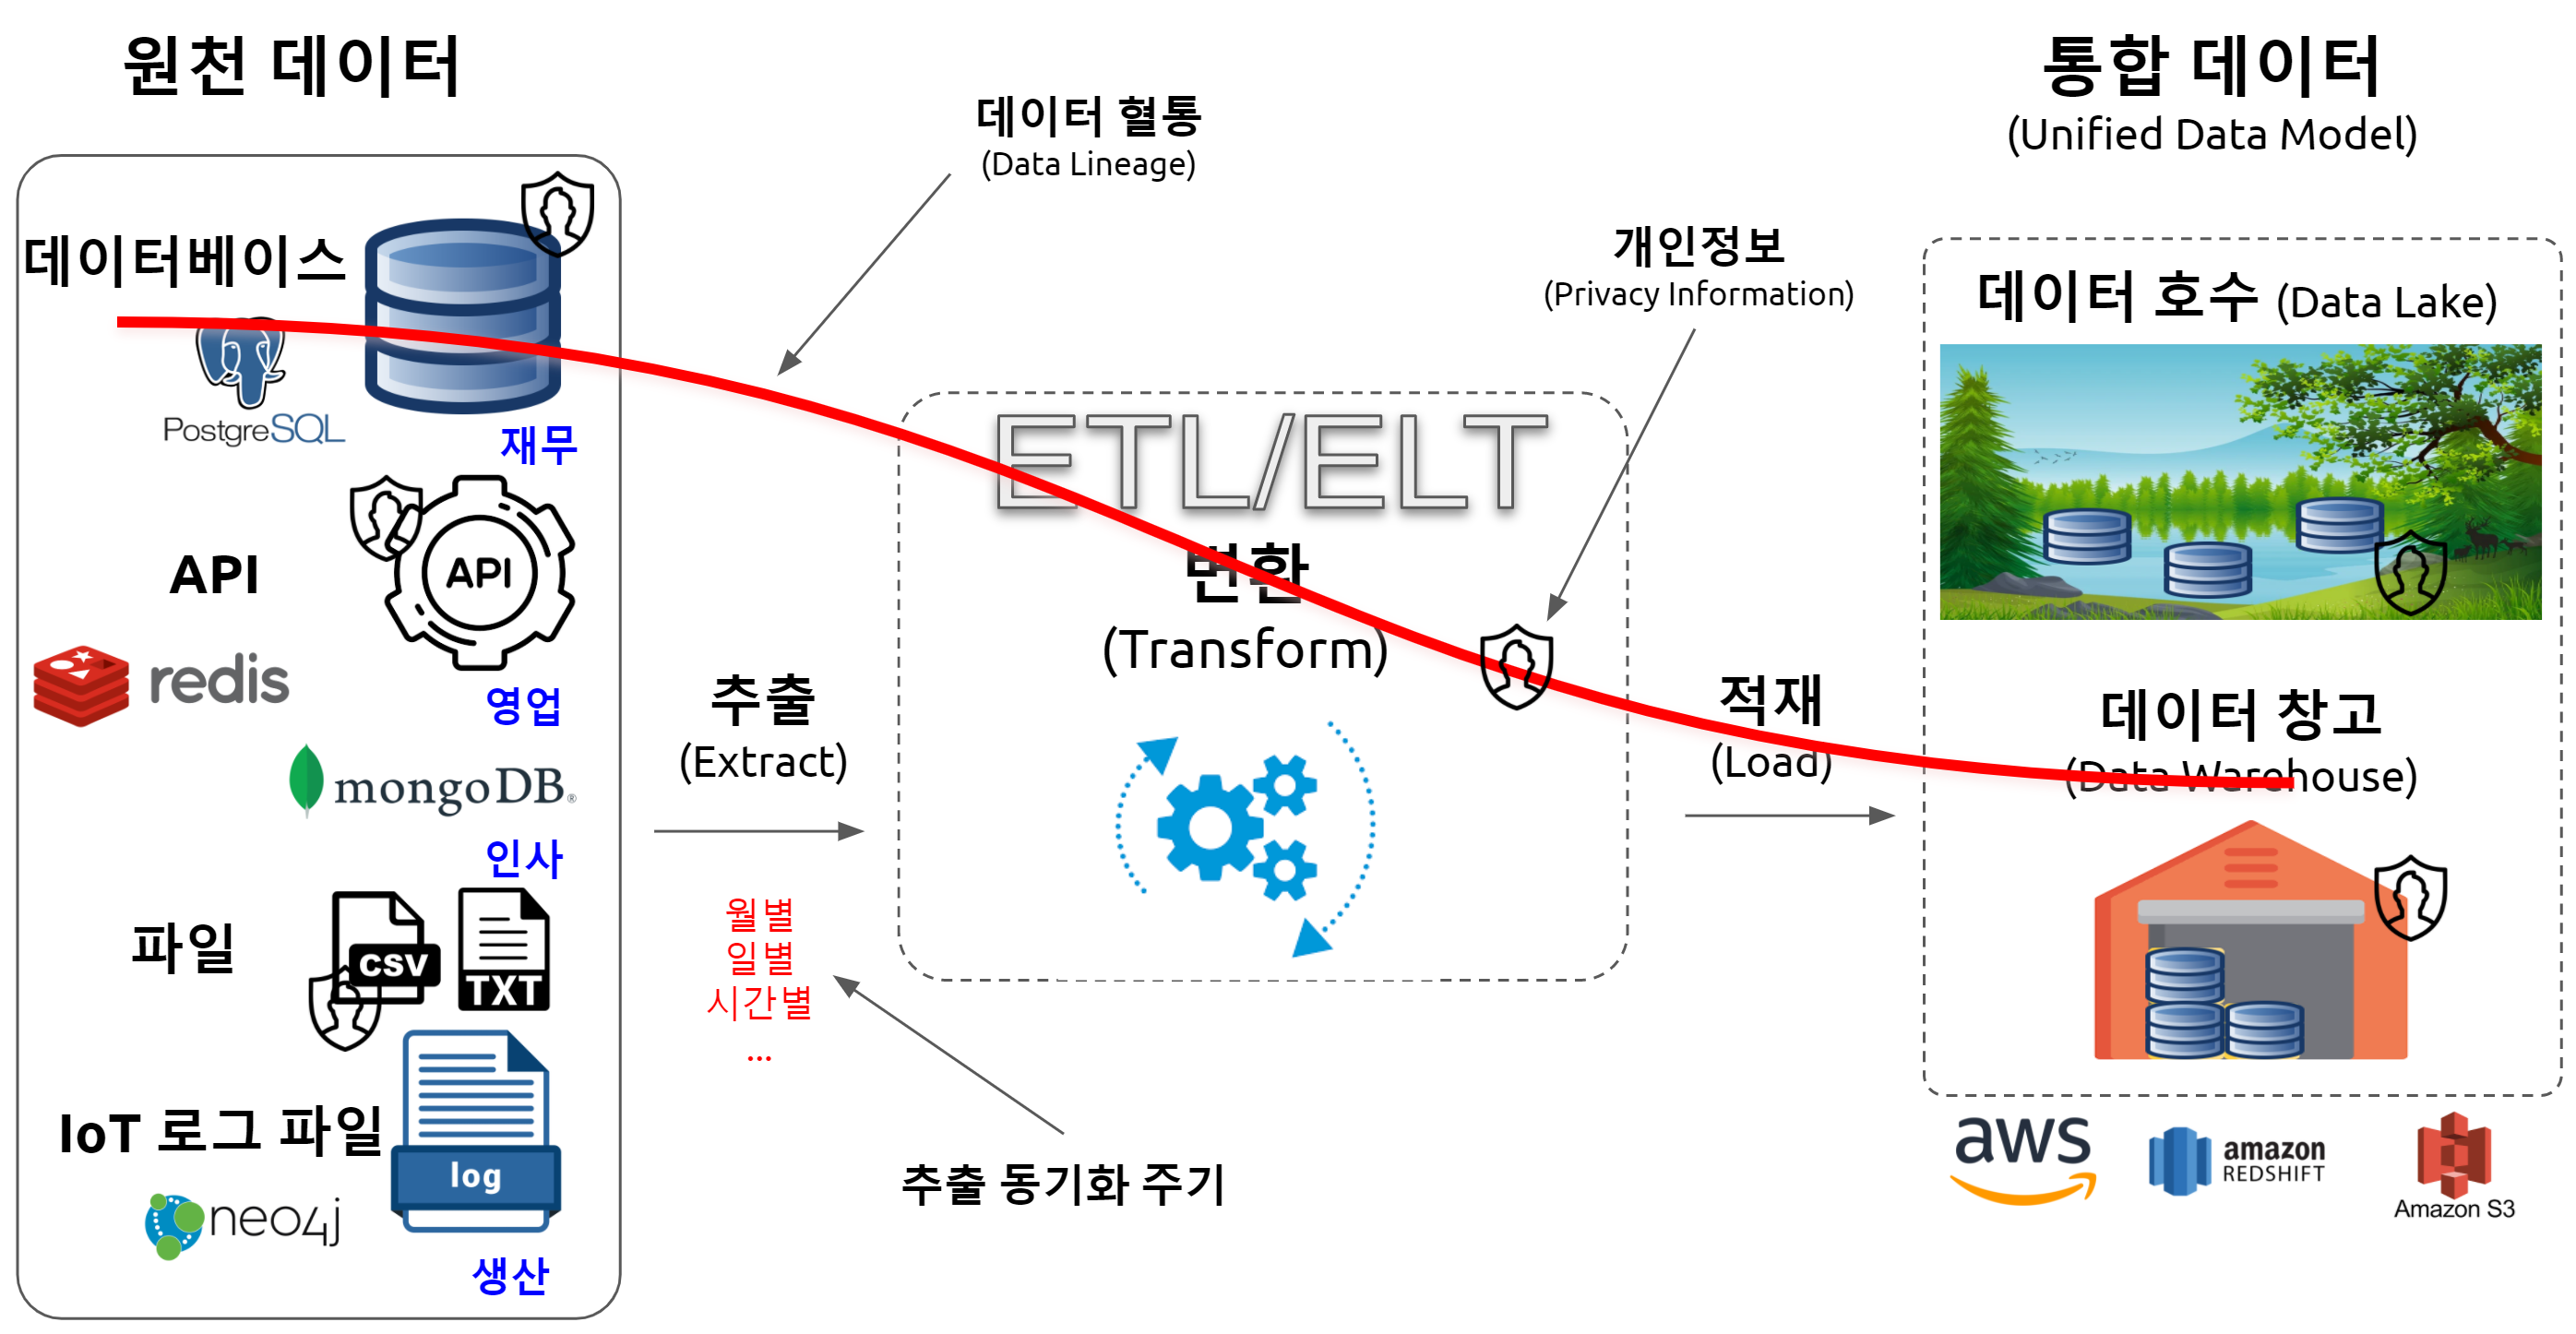 원천 데이터
데이터베이스
PostgreSQL
재무
API
API
redis
영업
mongoDB®
인사
파일
CSV
TXT
IoT 로그 파일
log
neo4j
생산
데이터 혈통
(Data Lineage)
추출
(Extract)
월별
일별
시간별
...
추출 동기화 주기
ETL/ELT
변환
(Transform)
개인정보
(Privacy Information)
적재
(Load)
통합 데이터
(Unified Data Model)
데이터 호수 (Data Lake)
데이터 창고
(Data Warehouse)
aws
amazon
REDSHIFT
Amazon S3